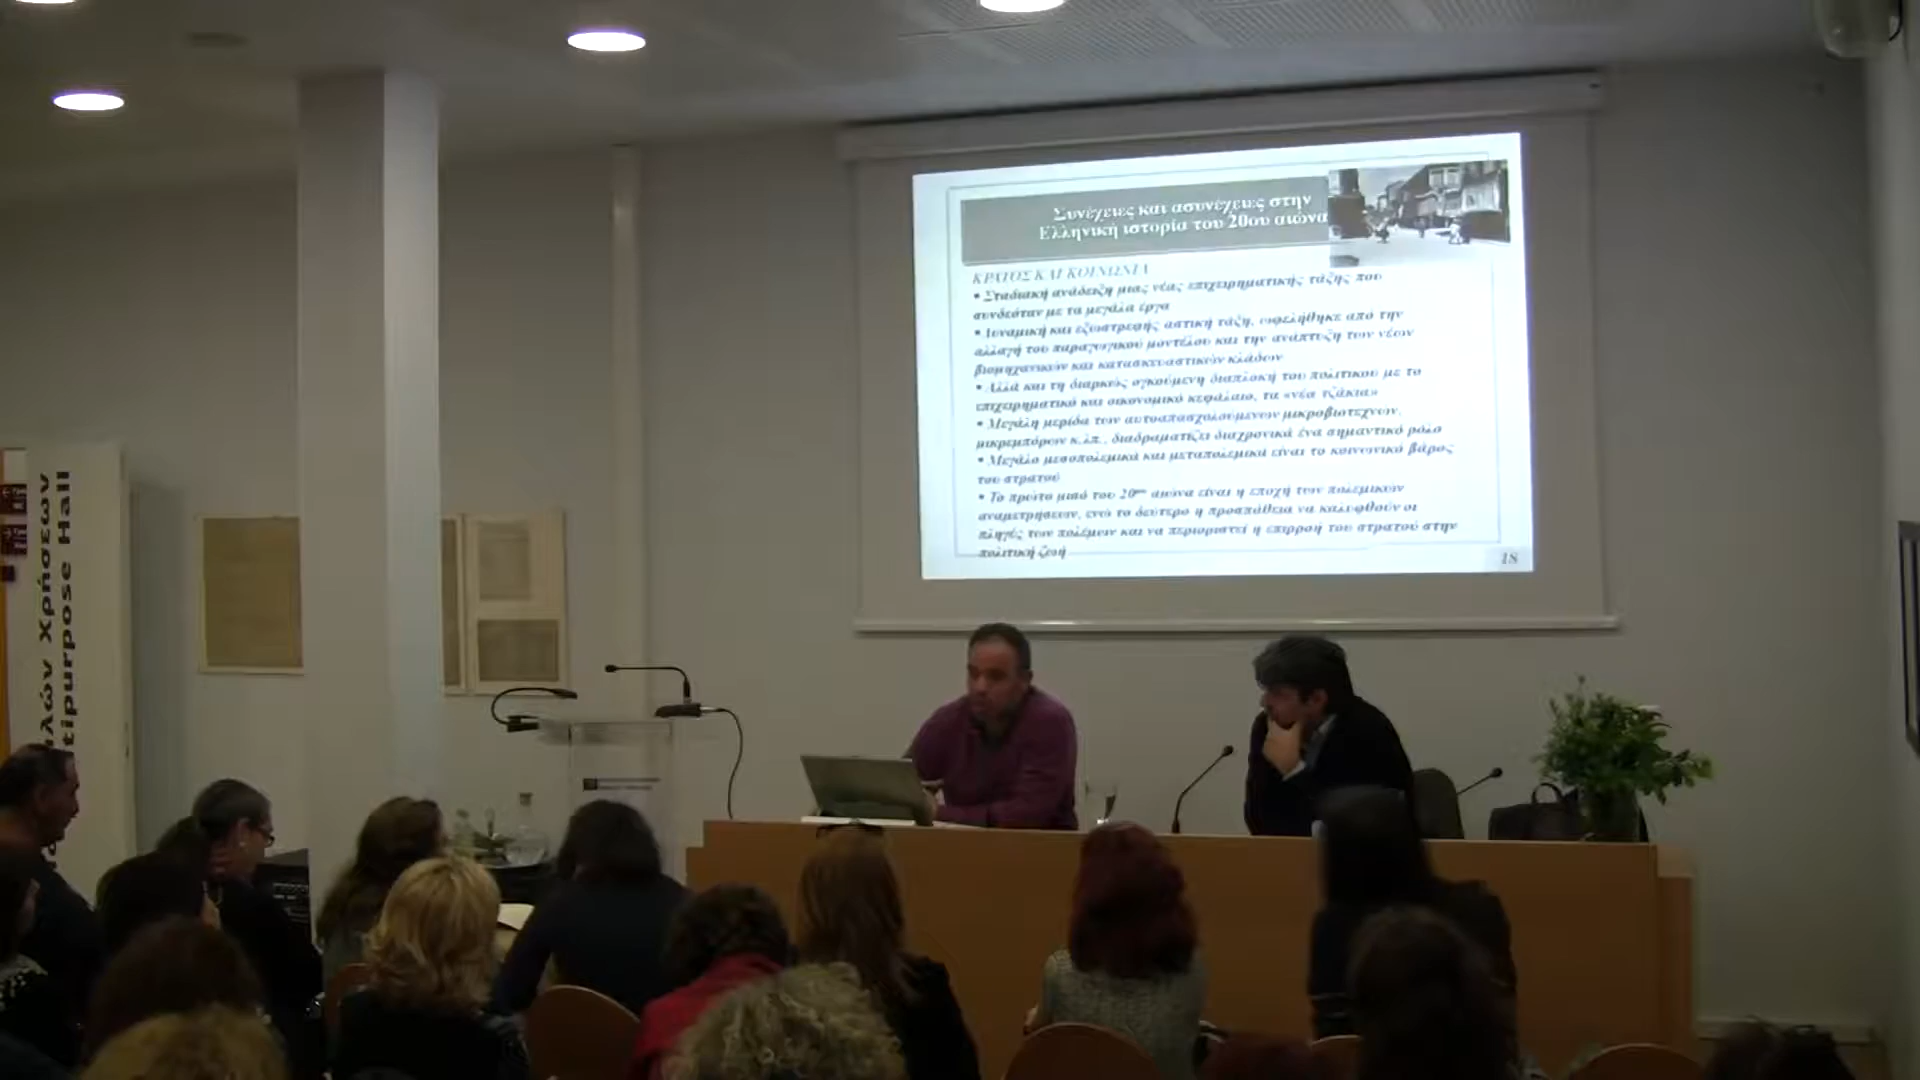 Συνέχειες και ασυνέχειες στην
Ελληνική ιστορία του 20ου αιώνα
ΚΡΑΤΟΣ ΚΑΙ ΚΟΙΝΩΝΙΑ
▪ Σταδιακή ανάδειξη μιας νέας επιχειρηματικής τάξης που
συνδεόταν με τα μεγάλα έργα
▪ Δυναμική και εξωστρεφής αστική τάξη, ωφελήθηκε από την
αλλαγή του παραγωγικού μοντέλου και την ανάπτυξη των νέων
βιομηχανικών και κατασκευαστικών κλάδων
▪ Αλλά και τη διαρκώς ογκούμενη διαπλοκή του πολιτικού με το
επιχειρηματικό και οικονομικό κεφάλαιο, τα «νέα τζάκια»
▪ Μεγάλη μερίδα των αυτοαπασχολούμενων μικροβιοτεχνών,
μικρεμπόρων κ.λπ., διαδραματίζει διαχρονικά ένα σημαντικό ρόλο
▪ Μεγάλο μεσοπολεμικά και μεταπολεμικά είναι το κοινωνικό βάρος
του στρατού
▪ Το πρώτο μισό του 20ου αιώνα είναι η εποχή των πολεμικών
αναμετρήσεων, ενώ το δεύτερο η προσπάθεια να καλυφθούν οι
πληγές των πολέμων και να περιοριστεί η επιρροή του στρατού στην
πολιτική ζωή
18
λών Χρήσεων
tipurpose Hall